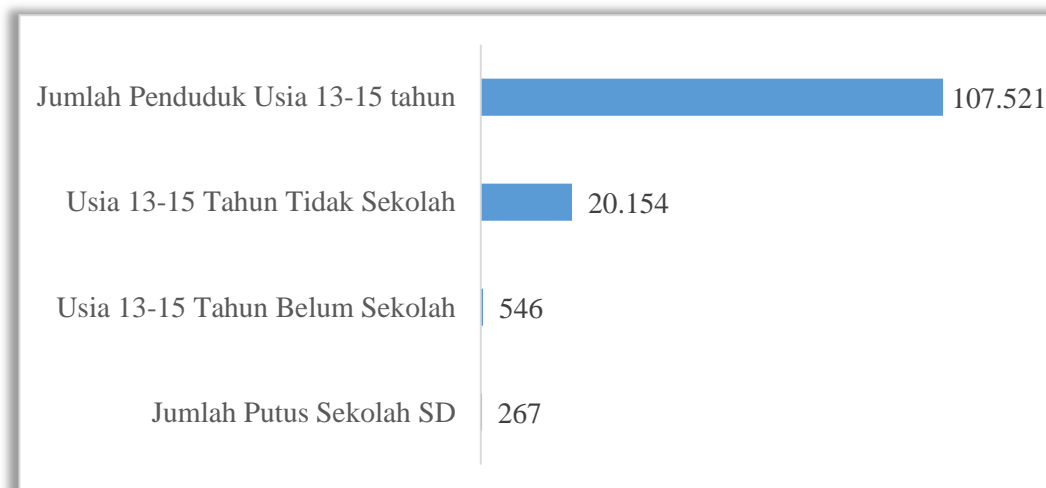 Jumlah Penduduk Usia 13-15 tahun 107.521
Usia 13-15 Tahun Tidak Sekolah 20.154
Usia 13-15 Tahun Belum Sekolah 546
Jumlah Putus Sekolah SD 267